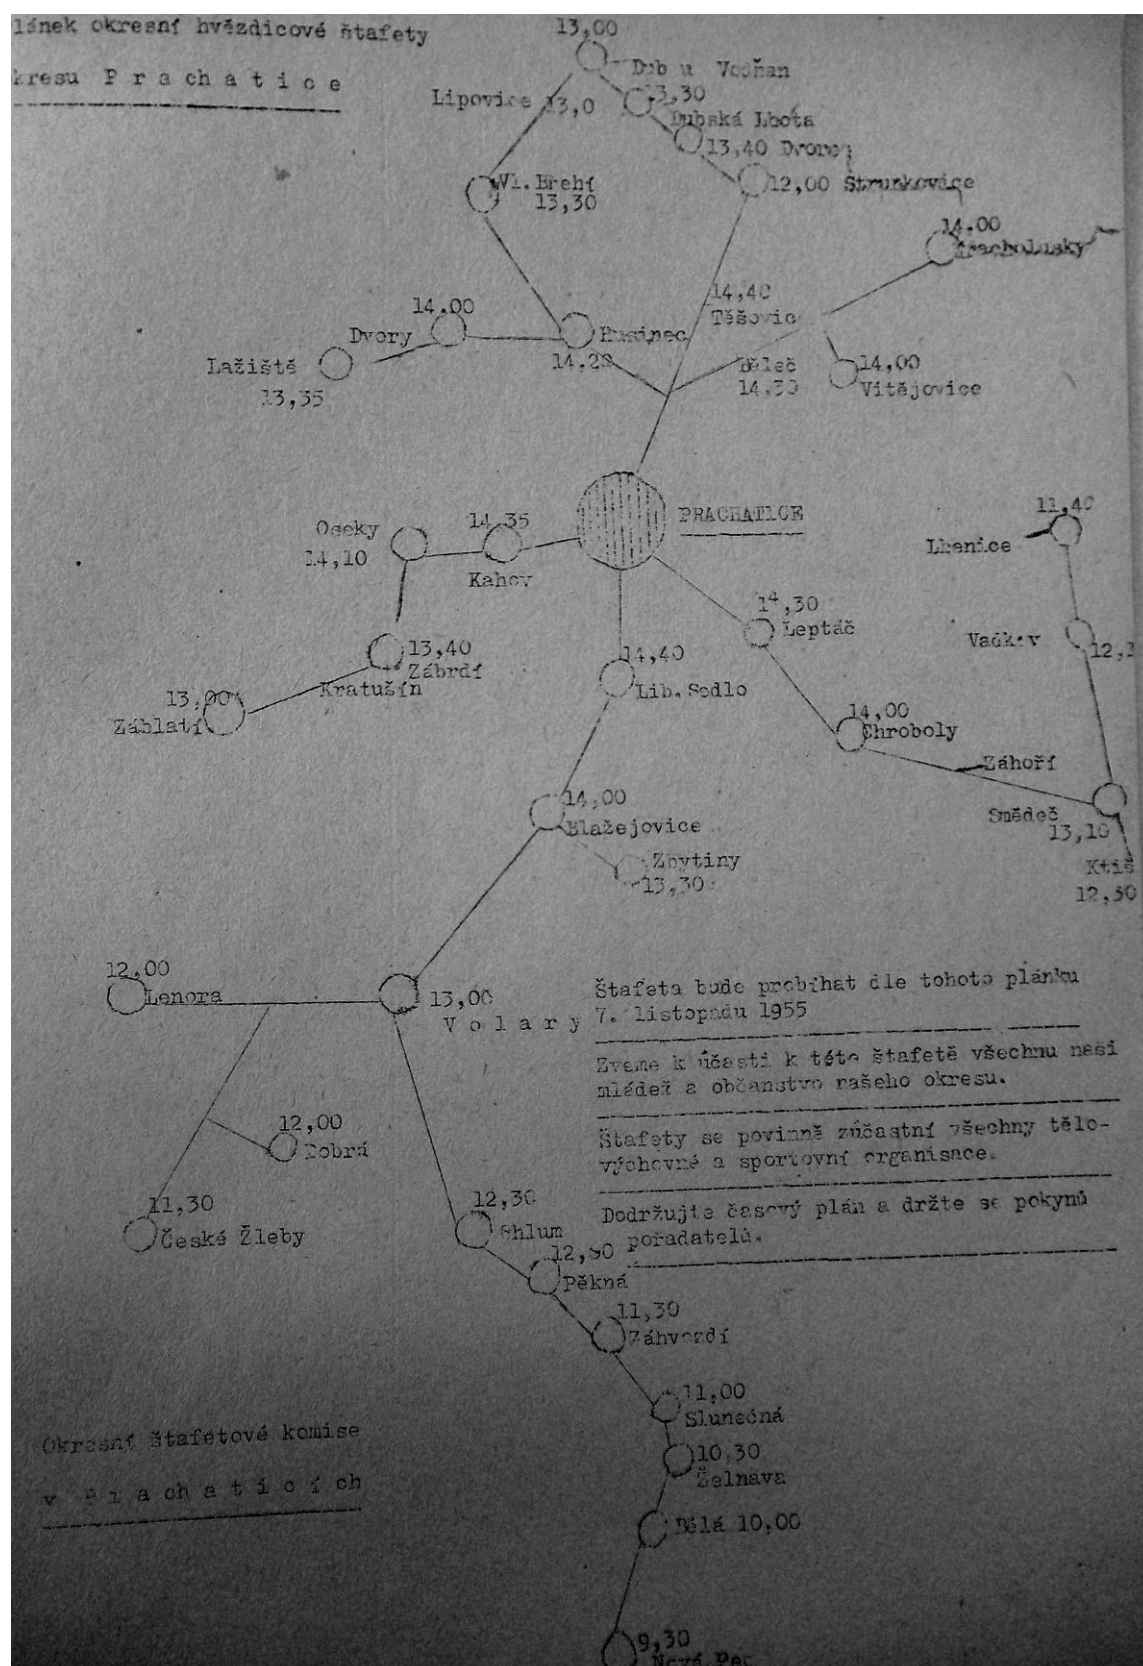 lánek okresní hvězdicové štafety
kresu Prachatice
13,00
Dub u Vodňan
Lipovice 13,0
13,30
Dubská Lhota
13,40 Dvore
Vl.Březí
13,30
12,00 Strunkovice
14.00
14,40
Těšovic
14.00
Dvory
Husinec
14,20
Lažiště
13,35
Běleč
14.30
14,00
Vitějovice
PRACHATICE
Oseky
14,10
14,35
Kahov
11,40
Lhenice
14,30
Leptáč
Vadkov
12,
13,40
Zábrdí
Kratušín
13,00
Záblatí
14,40
Lib.Sedlo
14,00
Chroboly
Záhoří
Smědeč
13,10
Ktiš
12,30
14,00
Blažejovice
Zbytiny
13,30
12,00
Lenora
13,00
Volary
Štafeta bude probíhat dle tohoto plánku
7. listopadu 1955
Zveme k účasti k této štafetě všechnu naši
mládež a občanstvo našeho okresu.
Štafety se povinně zúčastní všechny tělo-
výchovné a sportovní organisace.
Dodržujte časový plán a držte se pokynů
pořadatelů.
12,00
Dobrá
11,30
České Žleby
12,30
Pěkná
11,30
Záhvozdí
11,00
Slunečná
10,30
Želnava
Bělá 10,00
9,30
Nová Pec
Okresní štafetové komise
v Prachaticích